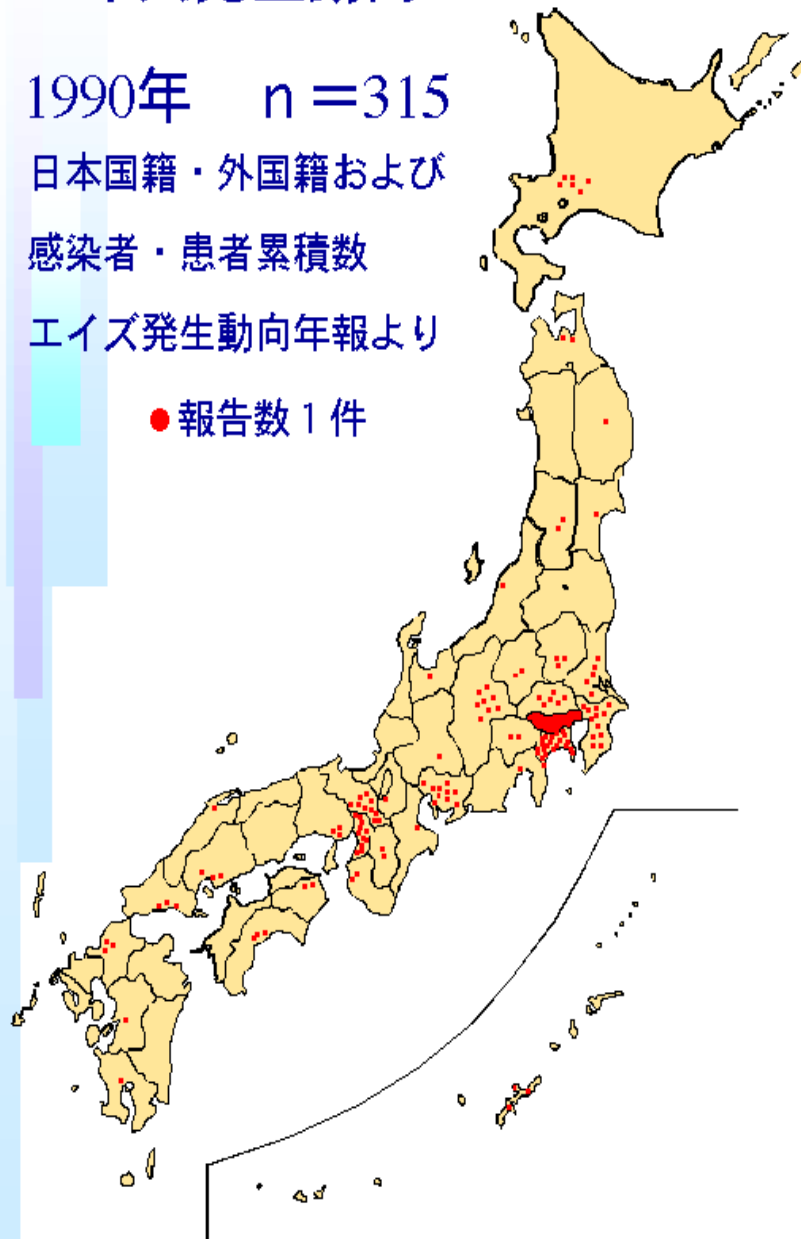 1990年 n＝315
日本国籍・外国籍および
感染者・患者累積数
エイズ発生動向年報より
●報告数１件